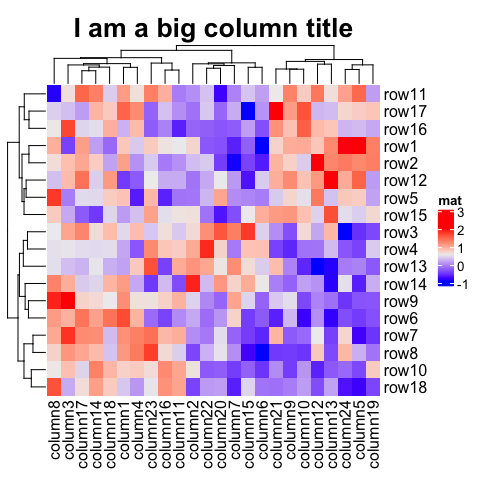 I am a big column title
row11
row17
row16
row1
row2
row12
row5
row15
row3
row4
row13
row14
row9
row6
row7
row8
row10
row18
mat
3
2
1
0
-1
column8
column3
column17
column14
column18
column1
column4
column23
column16
column11
column2
column22
column20
column7
column15
column6
column21
column9
column10
column12
column13
column24
column5
column19